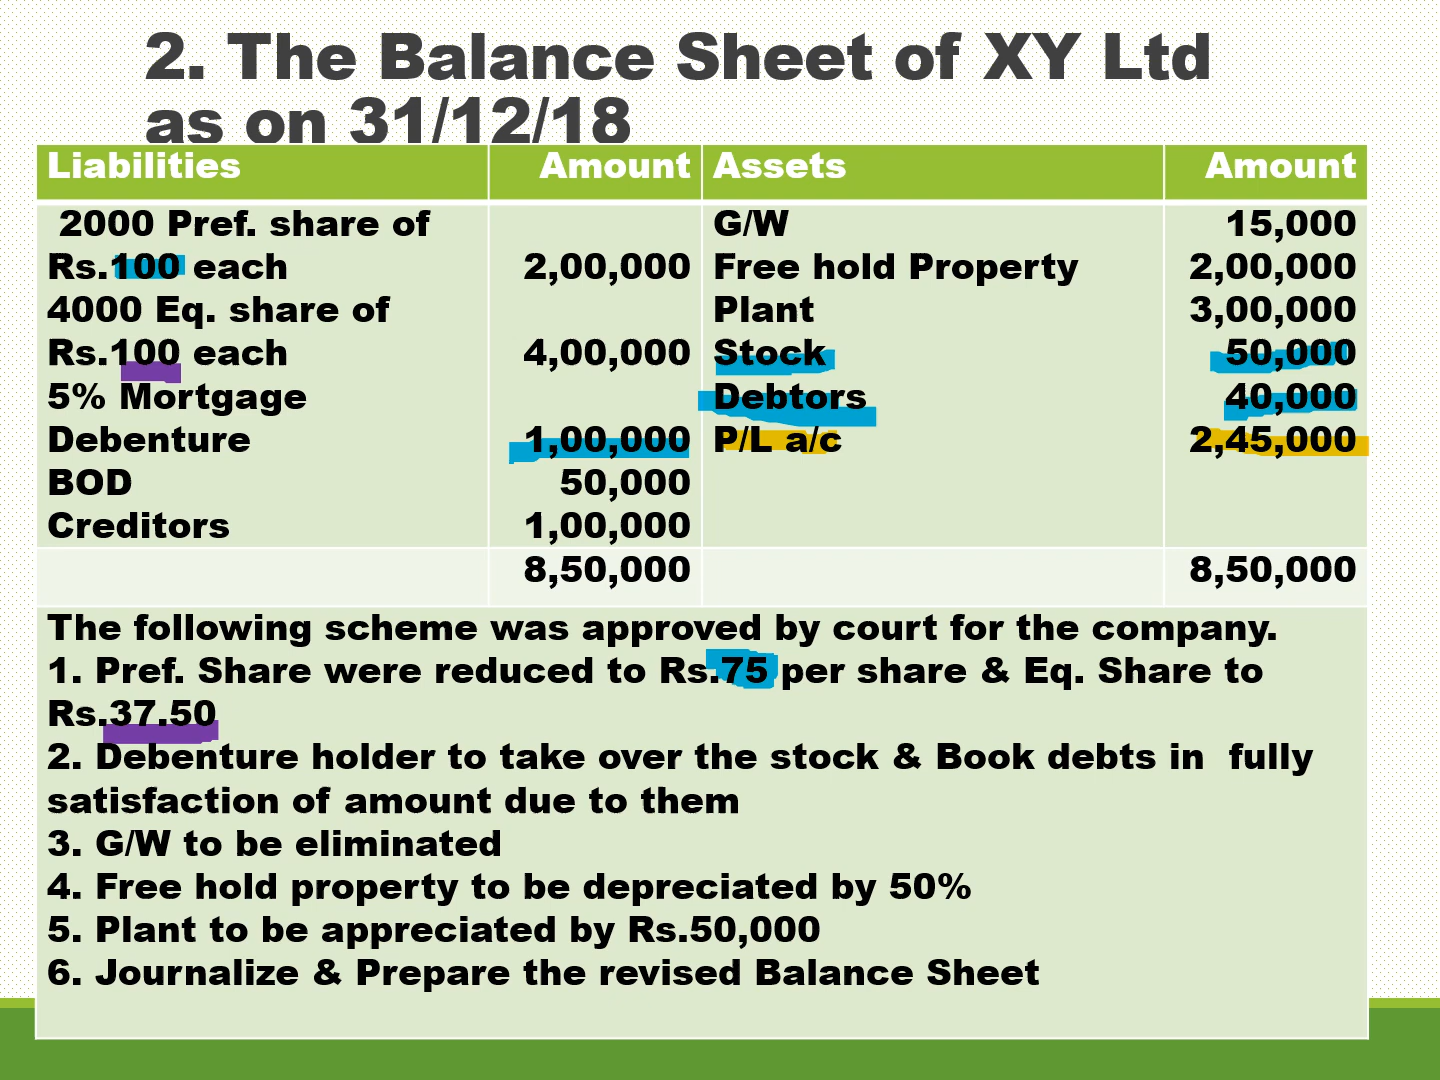 2. The Balance Sheet of XY Ltd
as on 31/12/18
Liabilities Amount Assets Amount
2000 Pref. share of G/W 15,000
Rs.100 each 2,00,000 Free hold Property 2,00,000
4000 Eq. share of Plant 3,00,000
Rs.100 each 4,00,000 Stock 50,000
5% Mortgage Debtors 40,000
Debenture 1,00,000 P/L a/c 2,45,000
BOD 50,000
Creditors 1,00,000
8,50,000 8,50,000
The following scheme was approved by court for the company.
1. Pref. Share were reduced to Rs.75 per share & Eq. Share to
Rs.37.50
2. Debenture holder to take over the stock & Book debts in fully
satisfaction of amount due to them
3. G/W to be eliminated
4. Free hold property to be depreciated by 50%
5. Plant to be appreciated by Rs.50,000
6. Journalize & Prepare the revised Balance Sheet